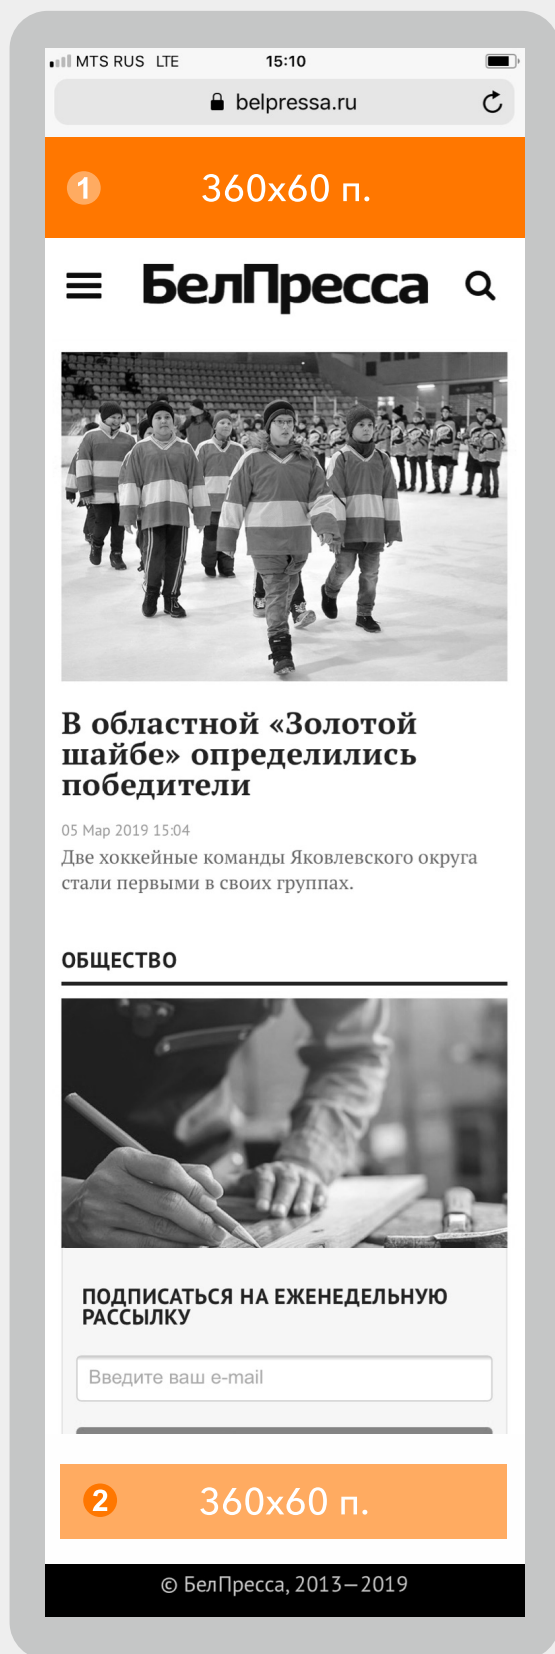 MTS RUS LTE 15:10
belpressa.ru
1 360x60 п.
БелПресса
В областной «Золотой
шайбе» определились
победители
05 Мар 2019 15:04
Две хоккейные команды Яковлевского округа
стали первыми в своих группах.
ОБЩЕСТВО
ПОДПИСАТЬСЯ НА ЕЖЕНЕДЕЛЬНУЮ
РАССЫЛКУ
Введите ваш e-mail
2 360x60 п.
© БелПресса, 2013—2019